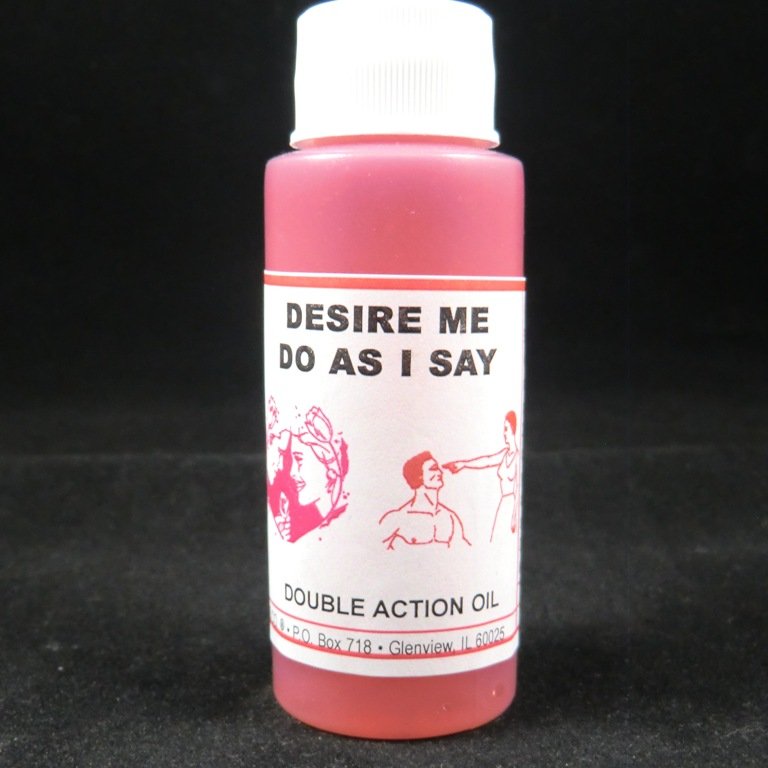 DESIRE ME
DO AS I SAY
DOUBLE ACTION OIL
® • P.O. Box 718 • Glenview, IL 60025